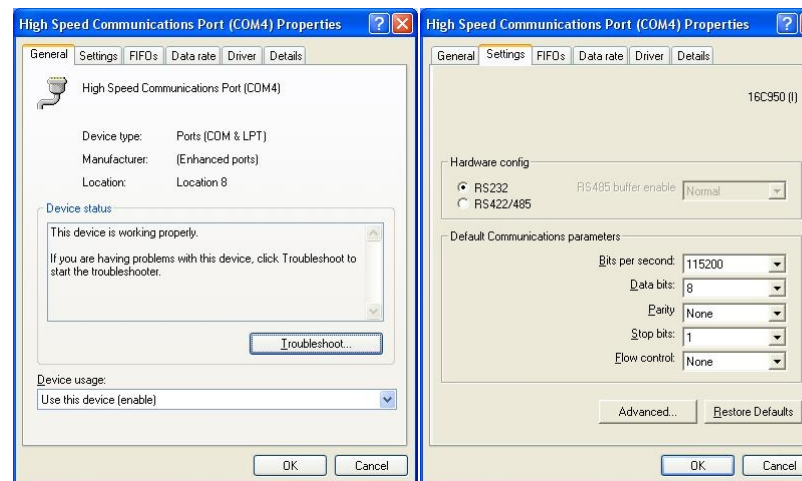 High Speed Communications Port (COM4) Properties
General Settings FIFOs Data rate Driver Details
High Speed Communications Port (COM4)
Device type: Ports (COM & LPT)
Manufacturer: (Enhanced ports)
Location: Location 8
Device status
This device is working properly.
If you are having problems with this device, click Troubleshoot to
start the troubleshooter.
Troubleshoot...
Device usage:
Use this device (enable)
OK Cancel
High Speed Communications Port (COM4) Properties
General Settings FIFOs Data rate Driver Details
16C950 (I)
Hardware config
RS232 RS485 buffer enable Normal
RS422/485
Default Communications parameters
Bits per second: 115200
Data bits: 8
Parity None
Stop bits: 1
Flow control: None
Advanced... Restore Defaults
OK Cancel